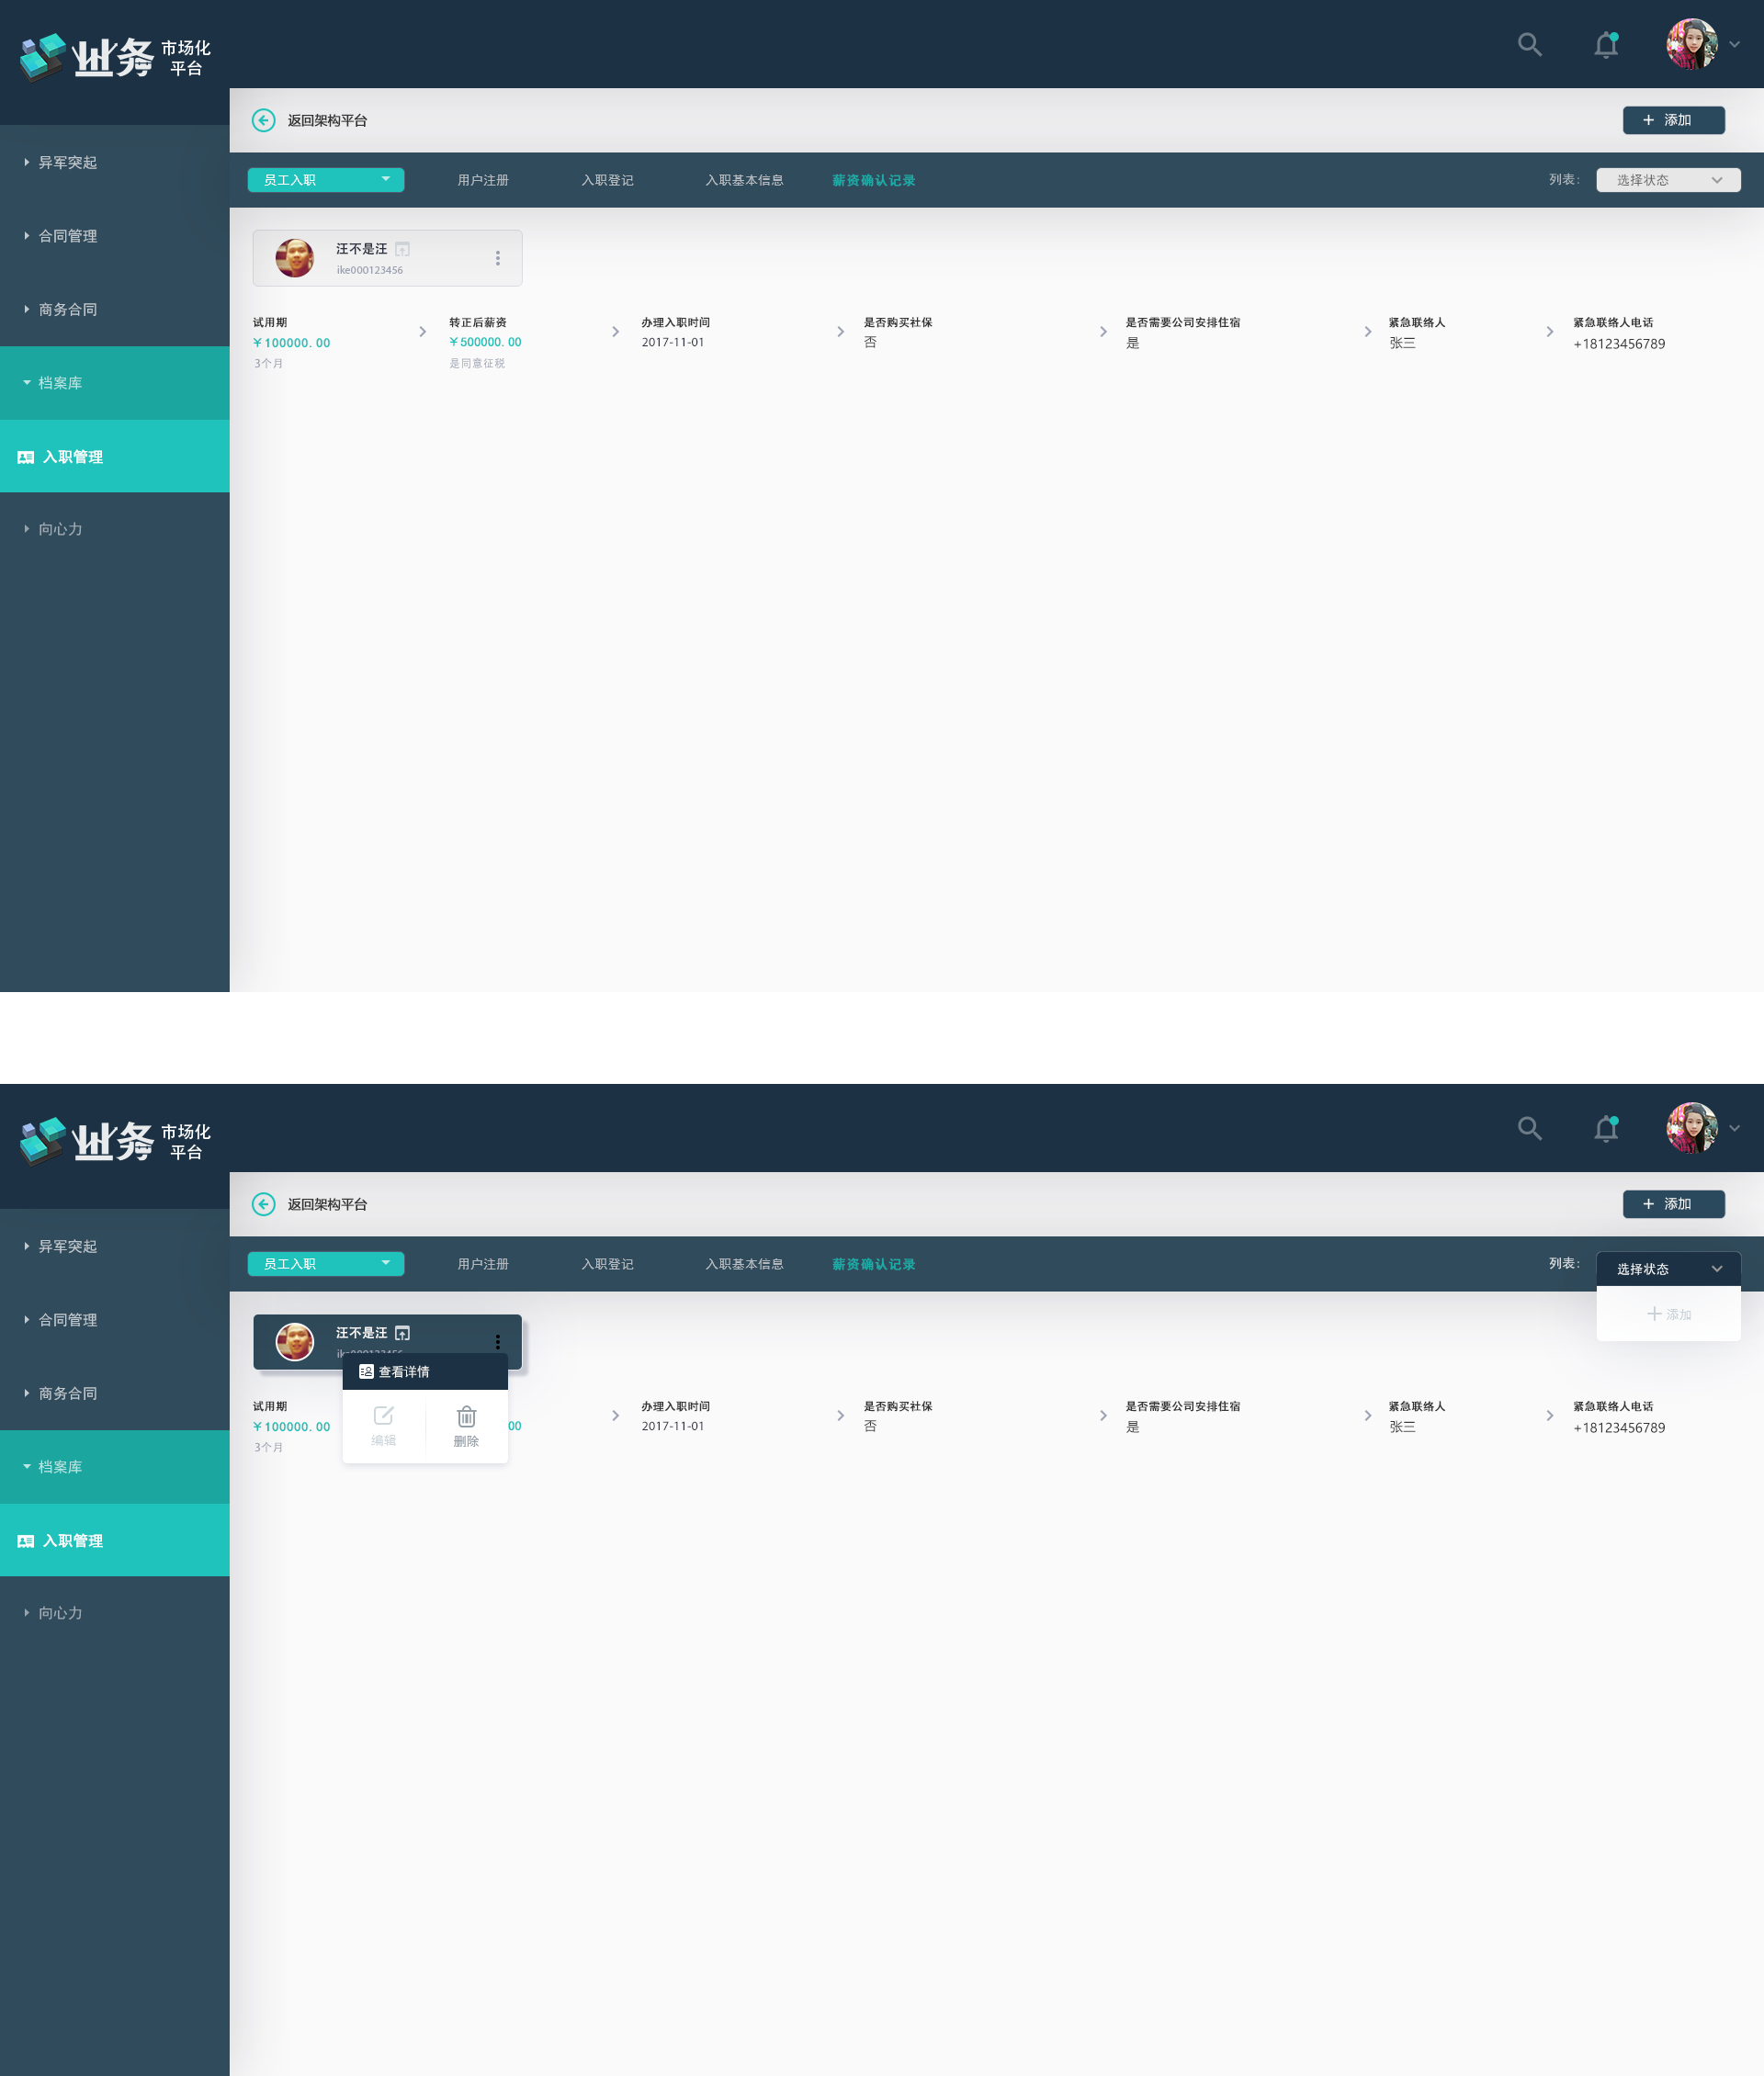 业务 市场化
平台
返回架构平台
+ 添加
异军突起
员工入职 用户注册 入职登记 入职基本信息 薪资确认记录 列表: 选择状态
合同管理
汪不是汪
ike000123456
商务合同
试用期 转正后薪资 办理入职时间 是否购买社保 是否需要公司安排住宿 紧急联络人 紧急联络人电话
¥100000.00 ¥500000.00 2017-11-01 否 是 张三 +18123456789
3个月 是同意征税
档案库
入职管理
向心力
业务 市场化
平台
返回架构平台
+ 添加
异军突起
员工入职 用户注册 入职登记 入职基本信息 薪资确认记录 列表: 选择状态
+添加
合同管理
汪不是汪
查看详情
商务合同
试用期 办理入职时间 是否购买社保 是否需要公司安排住宿 紧急联络人 紧急联络人电话
¥100000.00 00 2017-11-01 否 是 张三 +18123456789
3个月
编辑 删除
档案库
入职管理
向心力